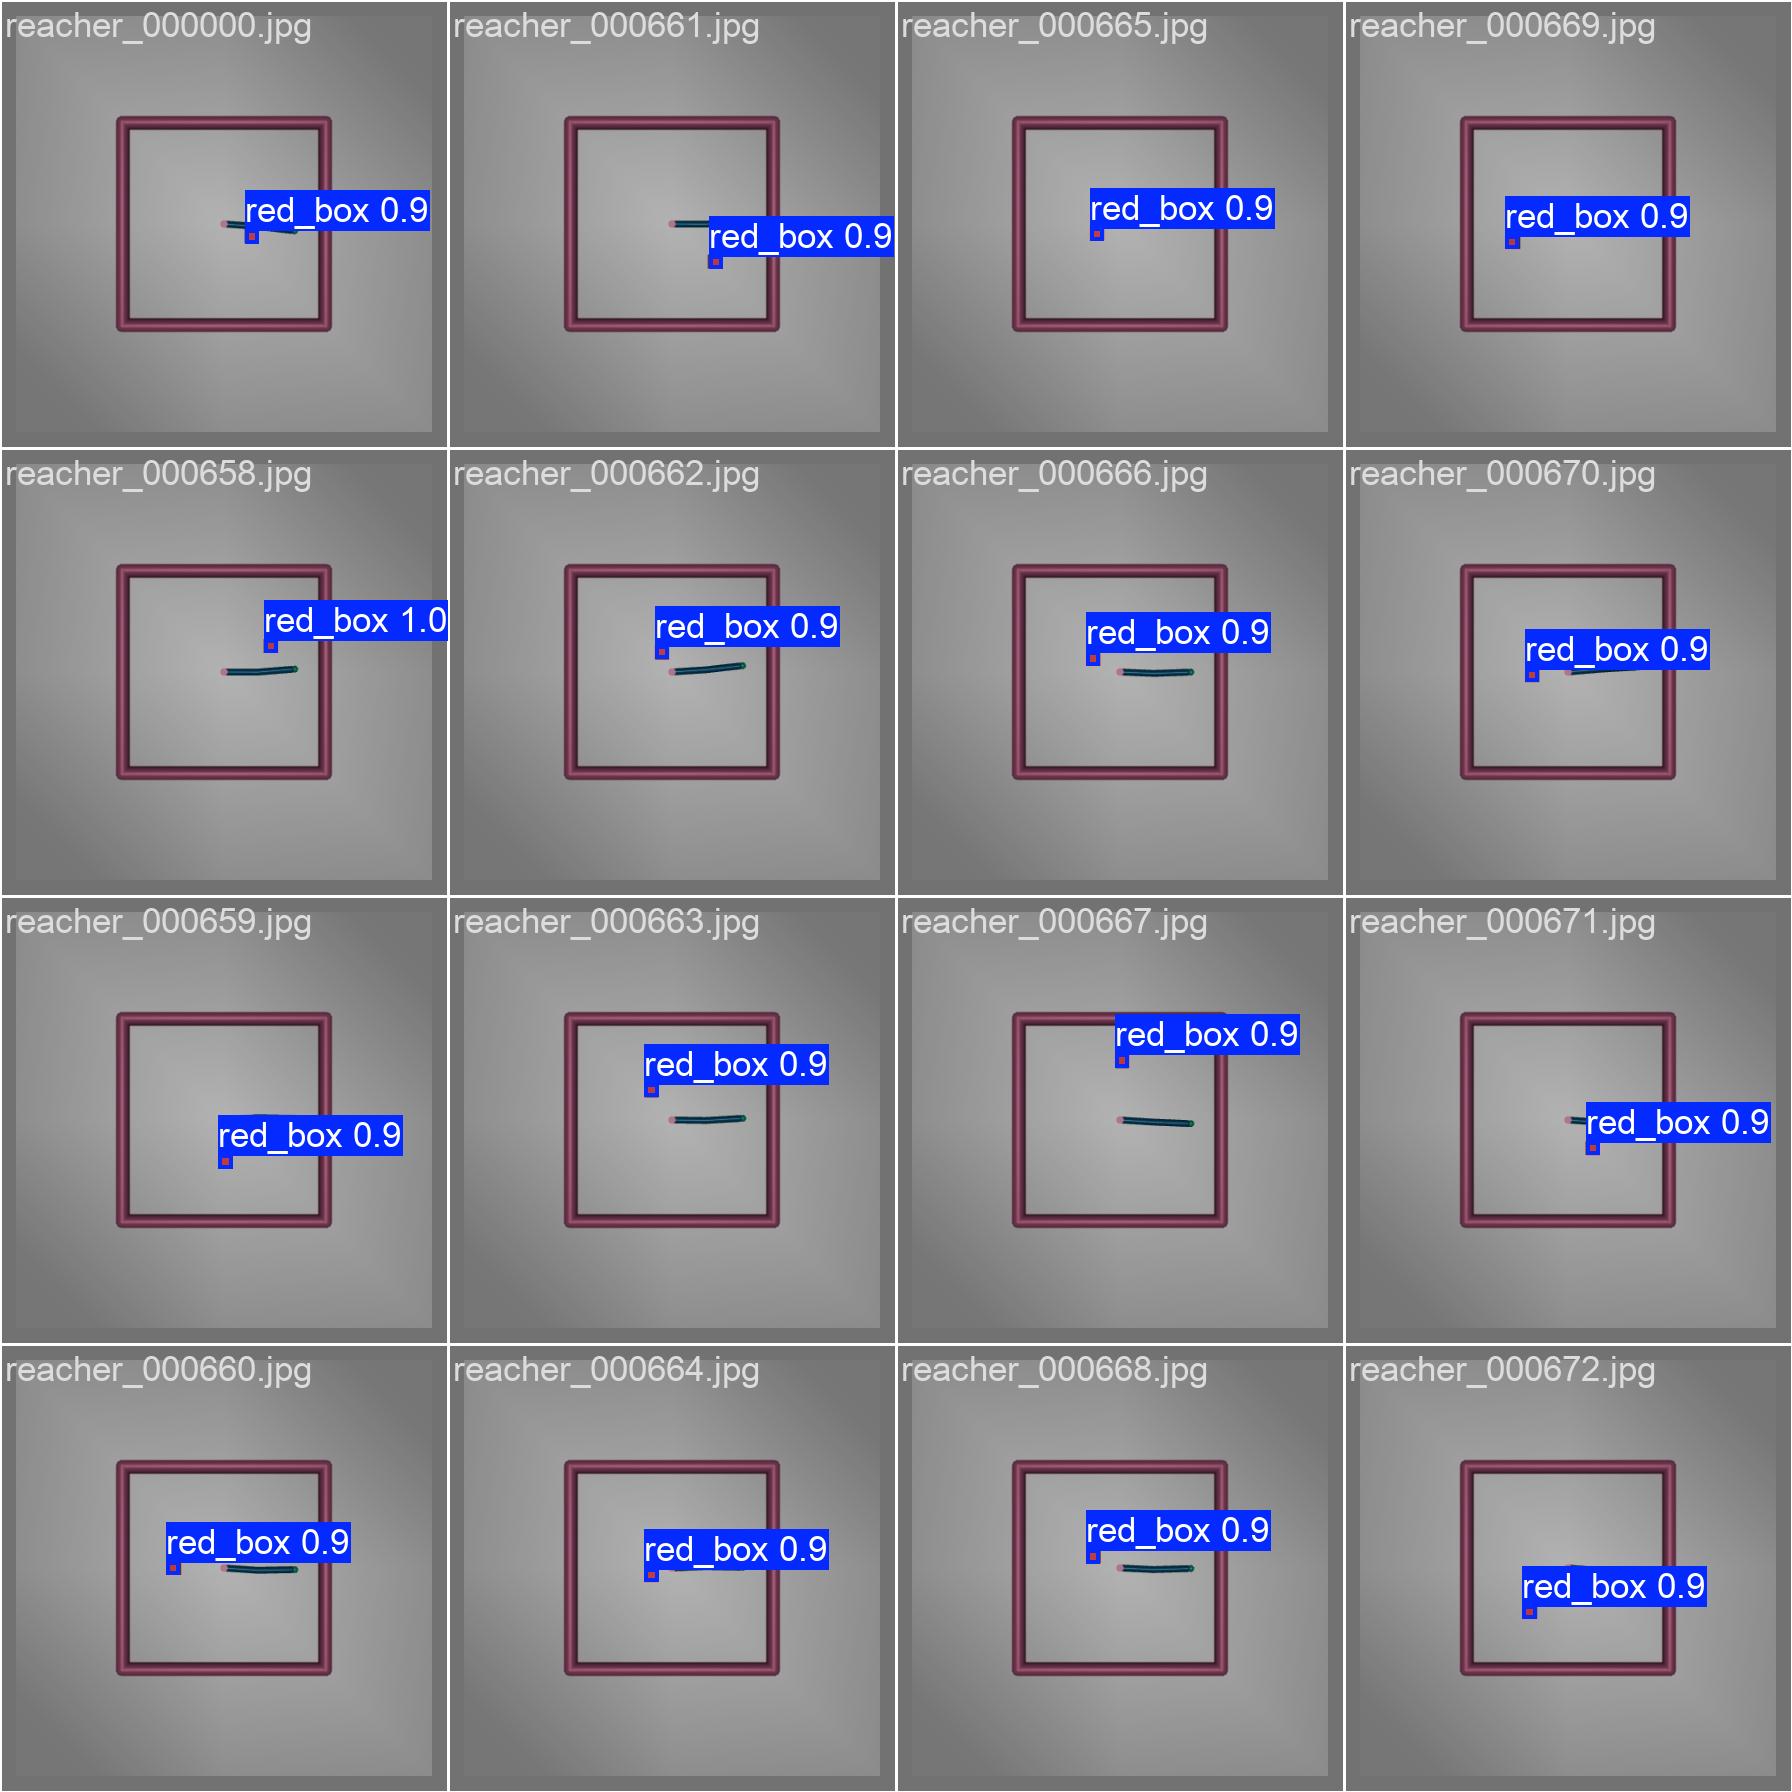 reacher_000000.jpg
red_box 0.9
reacher_000661.jpg
red_box 0.9
reacher_000665.jpg
red_box 0.9
reacher_000669.jpg
red_box 0.9
reacher_000658.jpg
red_box 1.0
reacher_000662.jpg
red_box 0.9
reacher_000666.jpg
red_box 0.9
reacher_000670.jpg
red_box 0.9
reacher_000659.jpg
red_box 0.9
reacher_000663.jpg
red_box 0.9
reacher_000667.jpg
red_box 0.9
reacher_000671.jpg
red_box 0.9
reacher_000660.jpg
red_box 0.9
reacher_000664.jpg
red_box 0.9
reacher_000668.jpg
red_box 0.9
reacher_000672.jpg
red_box 0.9